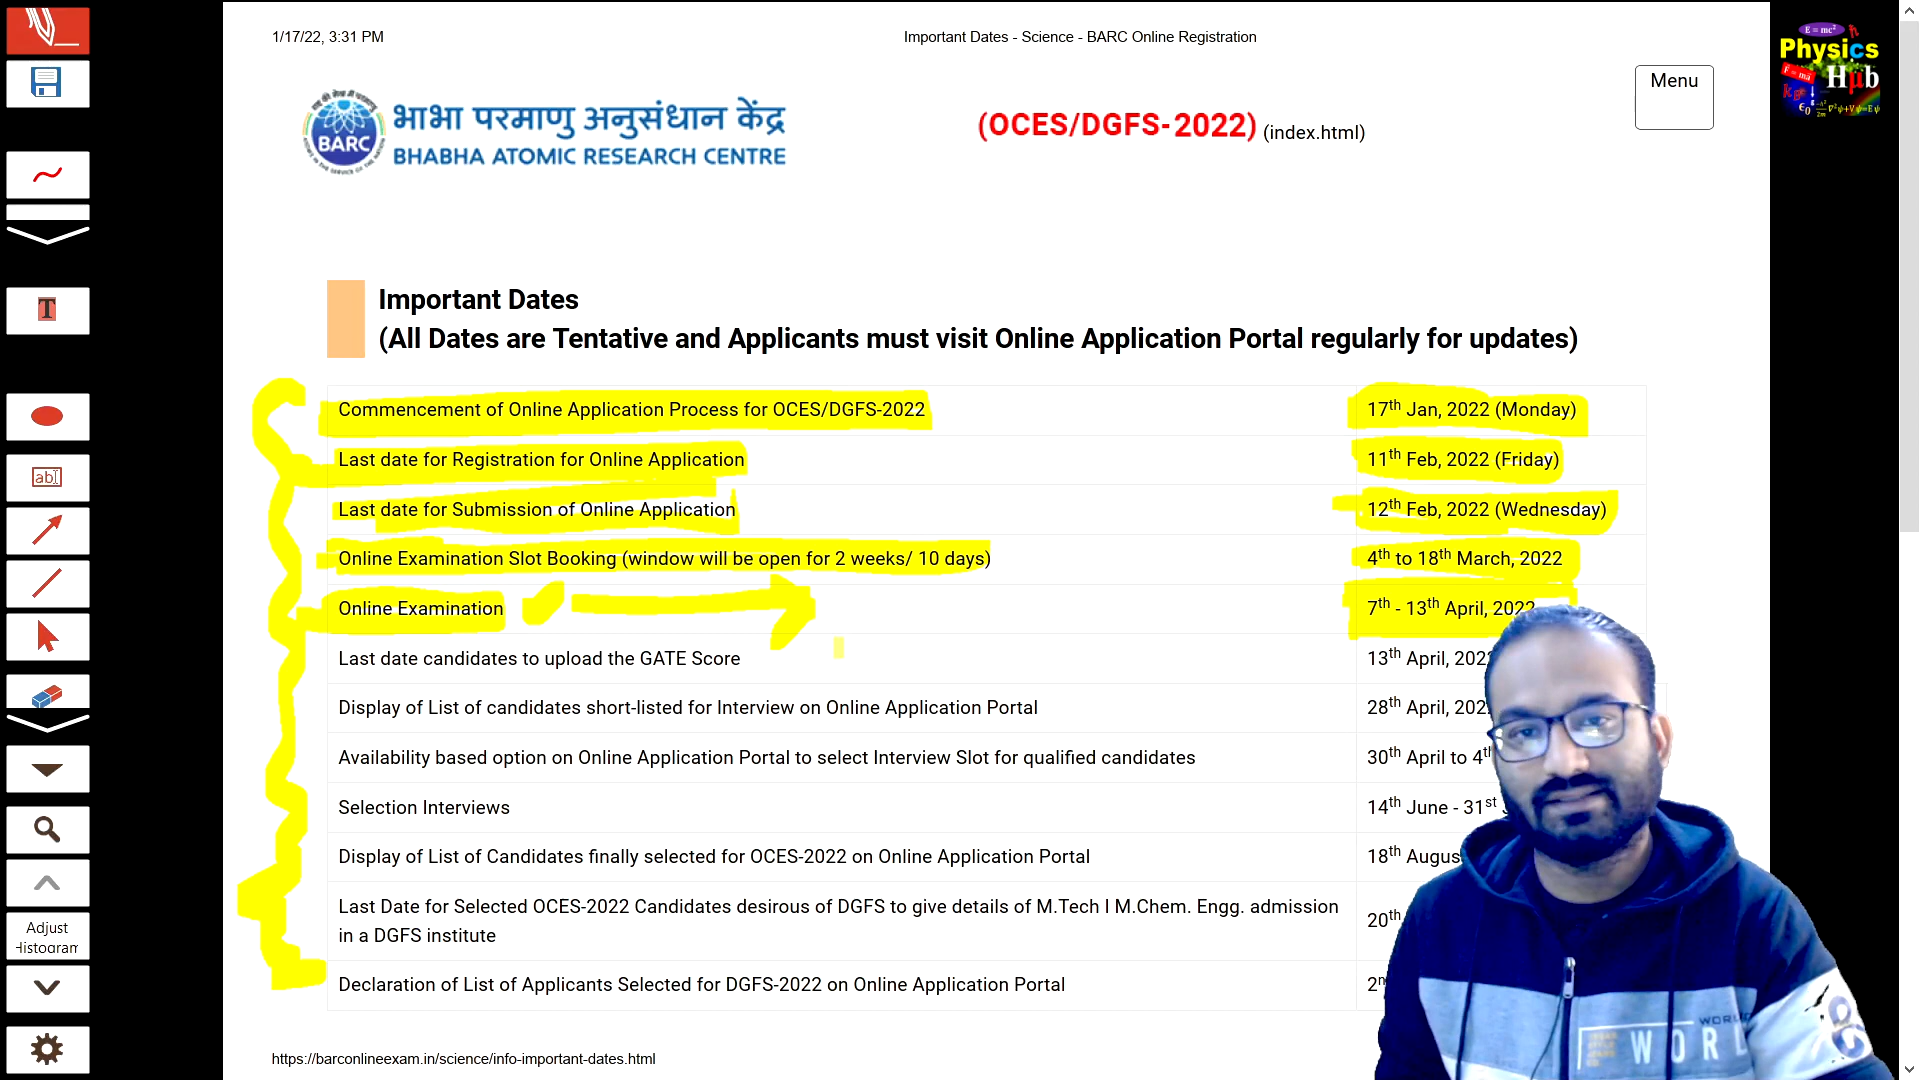 1/17/22, 3:31 PM
Important Dates - Science - BARC Online Registration
E = mc²
Physics
Hub
F = ma
Menu
भाभा परमाणु अनुसंधान केंद्र
BARC
BHABHA ATOMIC RESEARCH CENTRE
(OCES/DGFS-2022) (index.html)
Important Dates
(All Dates are Tentative and Applicants must visit Online Application Portal regularly for updates)
Commencement of Online Application Process for OCES/DGFS-2022 17th Jan, 2022 (Monday)
Last date for Registration for Online Application 11th Feb, 2022 (Friday)
Last date for Submission of Online Application 12th Feb, 2022 (Wednesday)
Online Examination Slot Booking (window will be open for 2 weeks/ 10 days) 4th to 18th March, 2022
Online Examination 7th - 13th April, 2022
Last date candidates to upload the GATE Score 13th April, 2022
Display of List of candidates short-listed for Interview on Online Application Portal 28th April, 202
Availability based option on Online Application Portal to select Interview Slot for qualified candidates 30th April to 4th
Selection Interviews 14th June - 31st
Display of List of Candidates finally selected for OCES-2022 on Online Application Portal 18th Augus
Last Date for Selected OCES-2022 Candidates desirous of DGFS to give details of M.Tech I M.Chem. Engg. admission 20th
in a DGFS institute
Declaration of List of Applicants Selected for DGFS-2022 on Online Application Portal 2n
https://barconlineexam.in/science/info-important-dates.html
T
ab
Adjust
Histogram
WORL